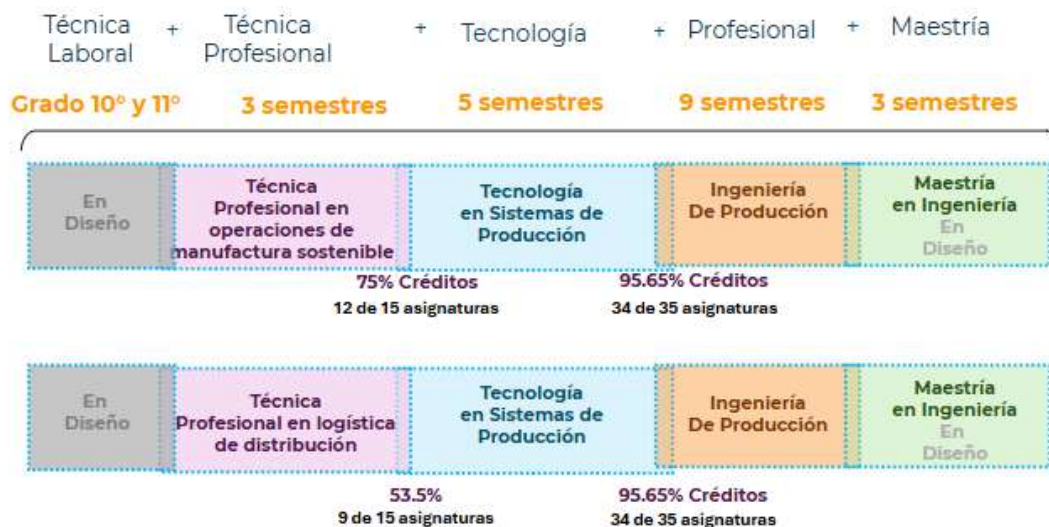 Técnica Laboral + Técnica Profesional + Tecnología + Profesional + Maestría
Grado 10° y 11° 3 semestres 5 semestres 9 semestres 3 semestres
En
Diseño
Técnica
Profesional en
operaciones de
manufactura sostenible
Tecnología
en Sistemas de
Producción
Ingeniería
De Producción
Maestría
en Ingeniería
En
Diseño
75% Créditos
12 de 15 asignaturas
95.65% Créditos
34 de 35 asignaturas
En
Diseño
Técnica
Profesional en logística
de distribución
Tecnología
en Sistemas de
Producción
Ingeniería
De Producción
Maestría
en Ingeniería
En
Diseño
53.5%
9 de 15 asignaturas
95.65% Créditos
34 de 35 asignaturas